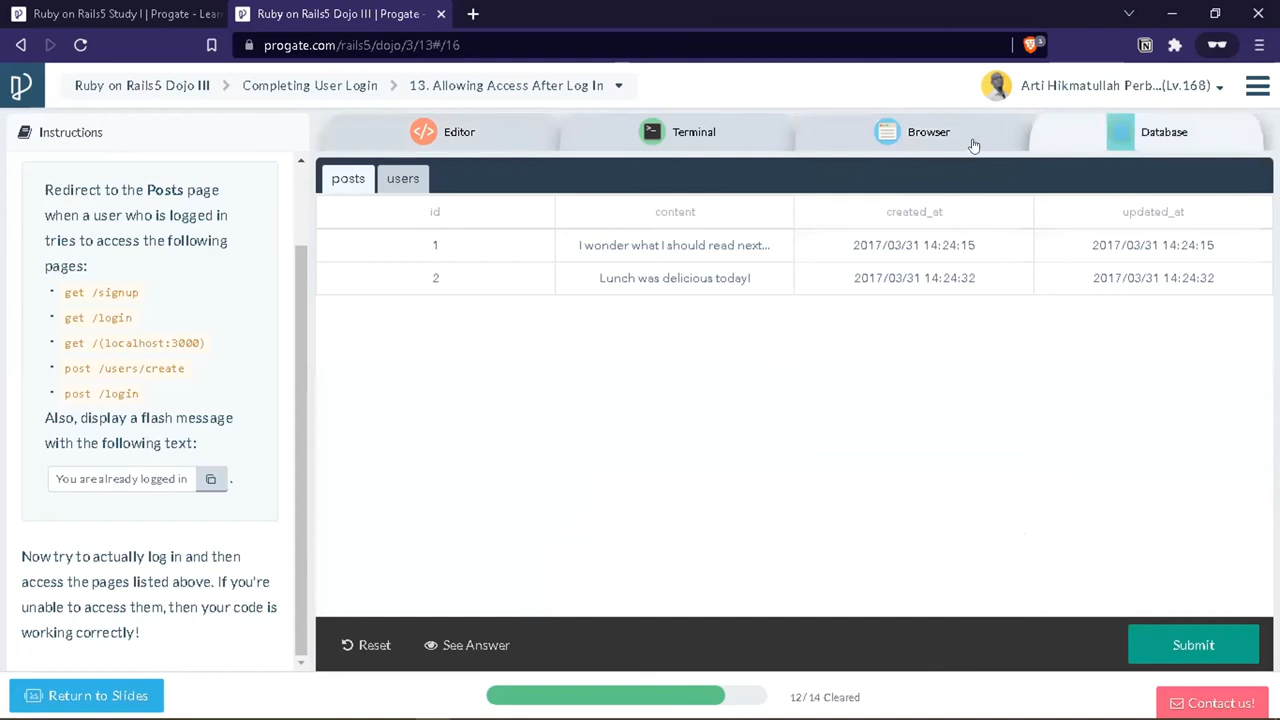 Ruby on Rails5 Study I | Progate - Lear
Ruby on Rails5 Dojo III | Progate -
progate.com/rails5/dojo/3/13#/16
3
Ruby on Rails5 Dojo III
Completing User Login
13. Allowing Access After Log In
Arti Hikmatullah Perb...(Lv.168)
Instructions
Editor
Terminal
Browser
Database
Redirect to the Posts page
when a user who is logged in
tries to access the following
pages:
get /signup
get /login
get /(localhost:3000)
post /users/create
post /login
Also, display a flash message
with the following text:
You are already logged in .
Now try to actually log in and then
access the pages listed above. If you're
unable to access them, then your code is
working correctly!
posts users
id content created_at updated_at
1 I wonder what I should read next... 2017/03/31 14:24:15 2017/03/31 14:24:15
2 Lunch was delicious today! 2017/03/31 14:24:32 2017/03/31 14:24:32
Reset
See Answer
Submit
Return to Slides
12/14 Cleared
Contact us!